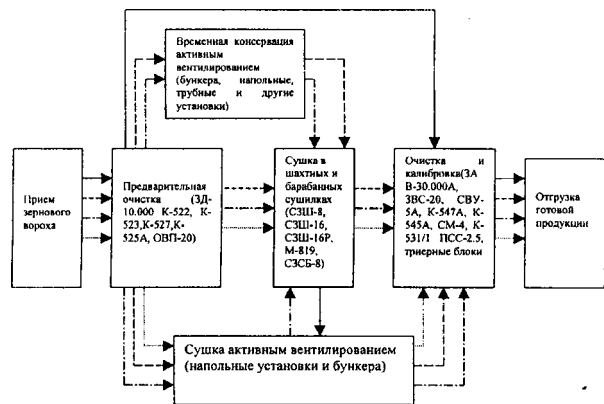 Временная консервация
активным
вентилированием
(бункера, напольные,
трубные и другие
установки)
Прием
зернового
вороха
Предварительная
очистка (ЗД-
10.000 К-522, К-
523,К-527,К-
525А, ОВП-20)
Сушка в
шахтных и
барабанных
сушилках
(СЗШ-8,
СЗШ-16,
СЗШ-16Р,
М-819,
СЗСБ-8)
Очистка и
калибровка(ЗА
В-30.000А,
ЗВС-20, СВУ-
5А, К-547А, К-
545А, СМ-4, К-
531/1 ПСС-2.5,
триерные блоки
Отгрузка
готовой
продукции
Сушка активным вентилированием
(напольные установки и бункера)